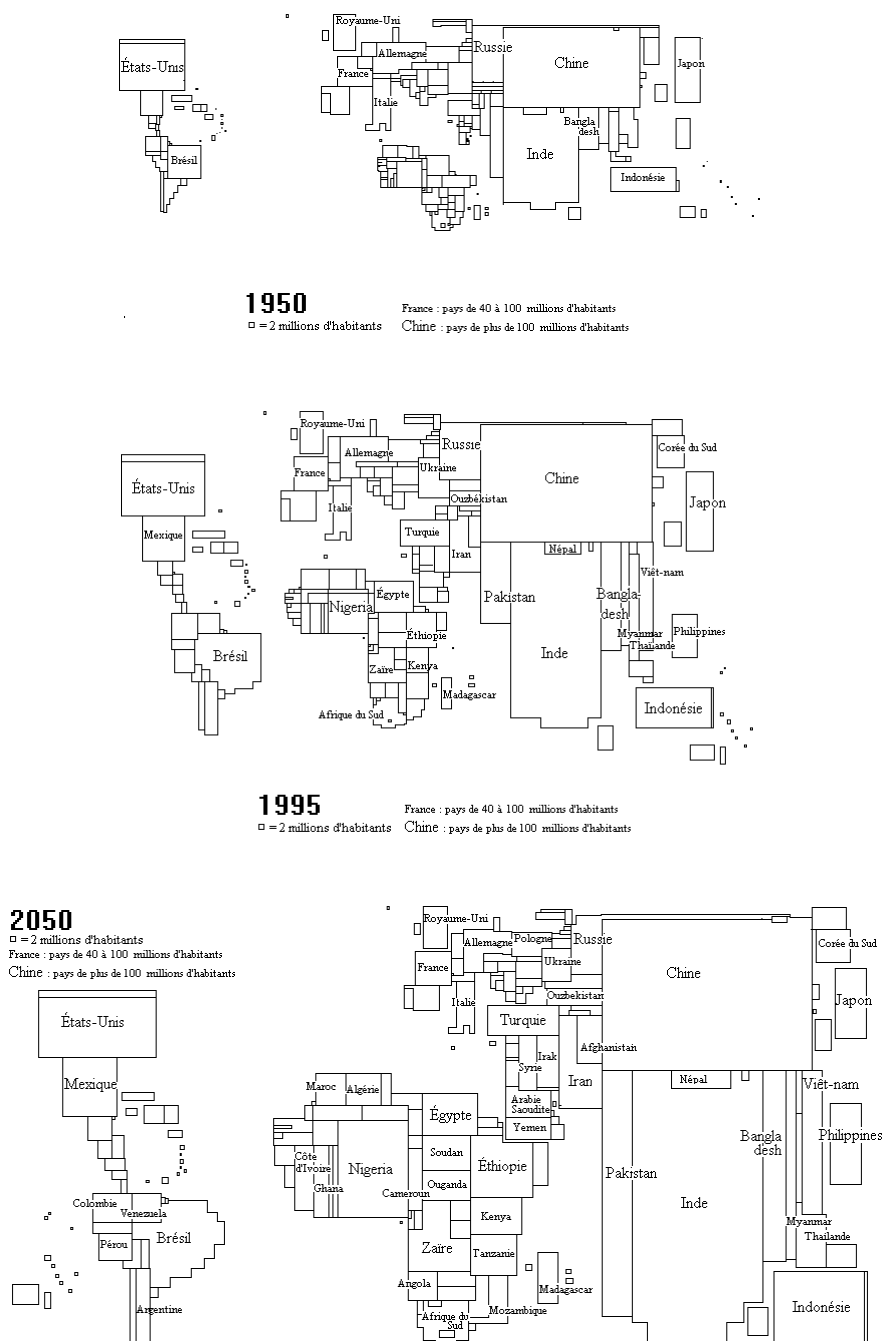 Royaume-Uni
Russie
Allemagne
Chine
Japon
États-Unis
France
Italie
Bangla
desh
Inde
Brésil
Indonésie
1950
France : pays de 40 à 100 millions d'habitants
= 2 millions d'habitants
Chine : pays de plus de 100 millions d'habitants
Royaume-Uni
Russie
Corée du Sud
Allemagne
Ukraine
France
Chine
États-Unis
Ouzbékistan
Japon
Italie
Mexique
Turquie
Iran
Népal
Viêt-nam
Égypte
Pakistan
Bangla-
desh
Nigeria
Éthiopie
Myanmar
Philippines
Thaïlande
Brésil
Inde
Zaïre
Kenya
Madagascar
Indonésie
Afrique du Sud
1995
France : pays de 40 à 100 millions d'habitants
= 2 millions d'habitants
Chine : pays de plus de 100 millions d'habitants
2050
= 2 millions d'habitants
France : pays de 40 à 100 millions d'habitants
Chine : pays de plus de 100 millions d'habitants
Royaume-Uni
Allemagne
Pologne
Russie
Corée du Sud
Ukraine
France
Chine
Ouzbekistan
Italie
Japon
États-Unis
Turquie
Afghanistan
Irak
Syrie
Iran
Népal
Mexique
Viêt-nam
Maroc
Algérie
Arabie
Saoudite
Égypte
Yemen
Bangla
desh
Philippines
Soudan
Côte
d'Ivoire
Nigeria
Éthiopie
Pakistan
Ouganda
Ghana
Cameroun
Inde
Colombie
Venezuela
Kenya
Myanmar
Brésil
Thaïlande
Pérou
Zaïre
Tanzanie
Angola
Madagascar
Argentine
Mozambique
Indonésie
Afrique du
Sud